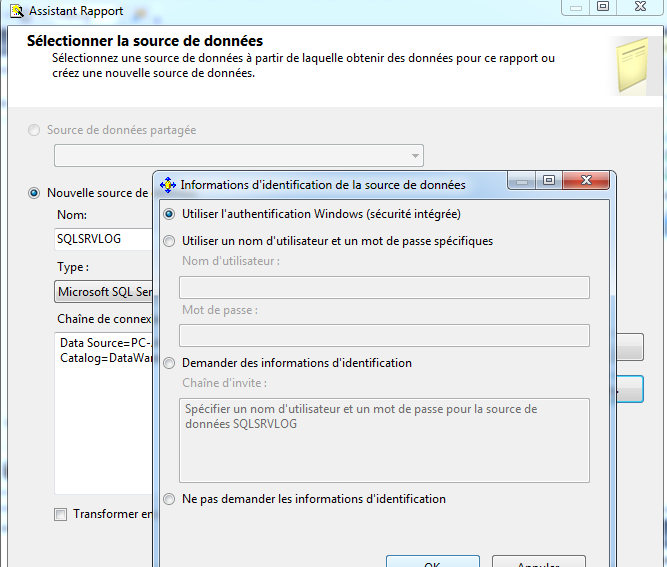 Assistant Rapport
Sélectionner la source de données
Sélectionnez une source de données à partir de laquelle obtenir des données pour ce rapport ou
créez une nouvelle source de données.
Source de données partagée
Nouvelle source de
Nom:
SQLSRVLOG
Type :
Microsoft SQL
Chaîne de
Data Source=PC-
Catalog=
Transformer
Informations d'identification de la source de données
Utiliser l'authentification Windows (sécurité intégrée)
Utiliser un nom d'utilisateur et un mot de passe spécifiques
Nom d'utilisateur :
Mot de passe :
Demander des informations d'identification
Chaîne d'invite :
Spécifier un nom d'utilisateur et un mot de passe pour la source de
données SQLSRVLOG
Ne pas demander les informations d'identification
OK
Annuler